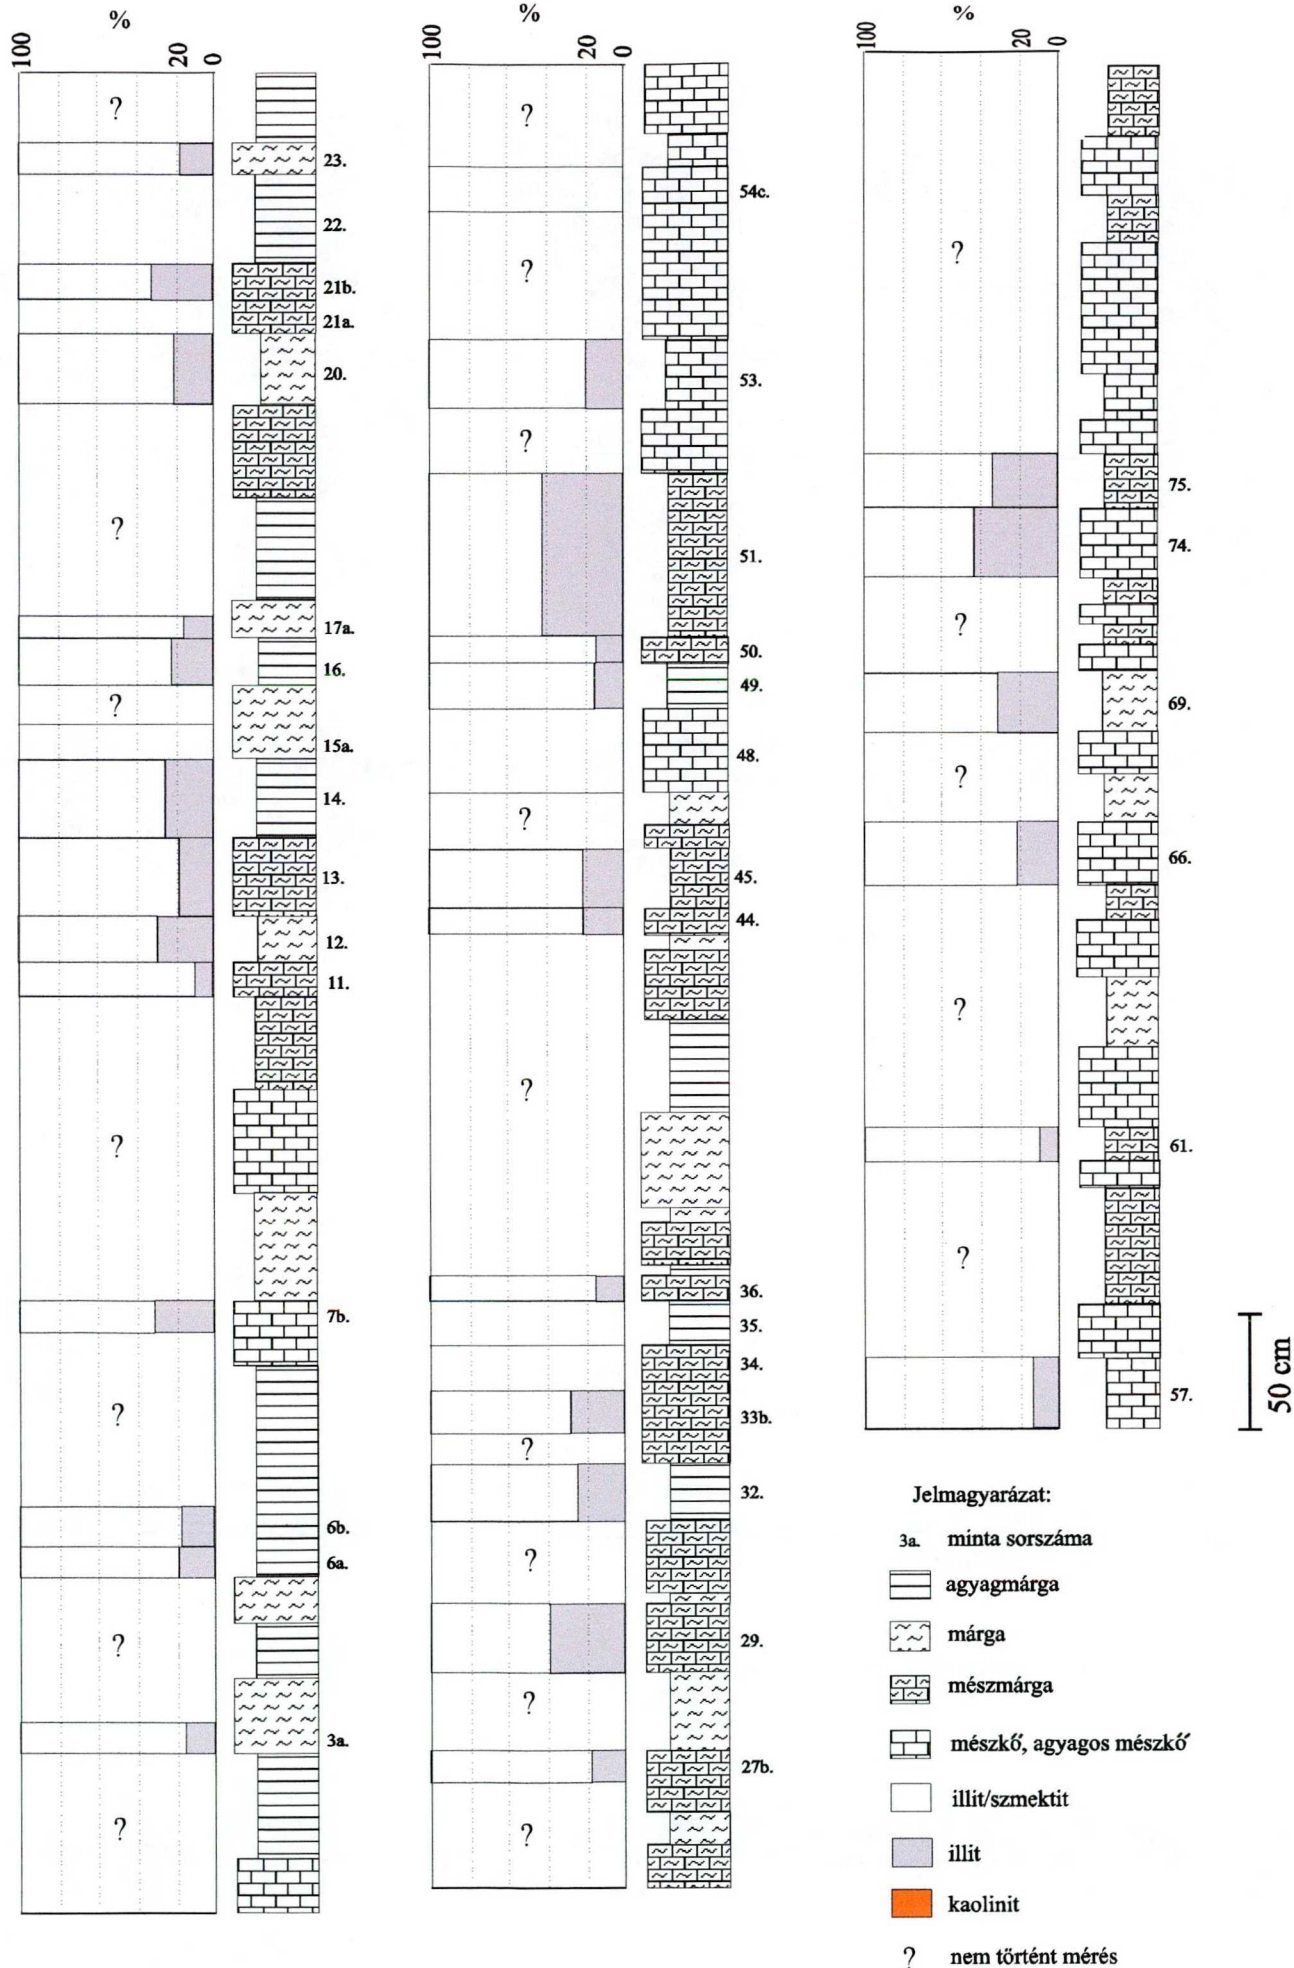 %
100 20 0
?
23.
22.
21b.
21a.
20.
?
17a.
16.
?
15a.
14.
13.
12.
11.
?
7b.
?
6b.
6a.
?
3a.
?
%
100 20 0
?
54c.
?
53.
?
51.
50.
49.
48.
?
45.
44.
?
36.
35.
34.
33b.
?
32.
?
29.
?
27b.
?
%
100 20 0
?
75.
74.
?
69.
?
66.
?
61.
?
57.
50 cm
Jelmagyarázat:
3a. minta sorszáma
agyagmárga
márga
mészmárga
mészkő, agyagos mészkő
illit/szmektit
illit
kaolinit
? nem történt mérés